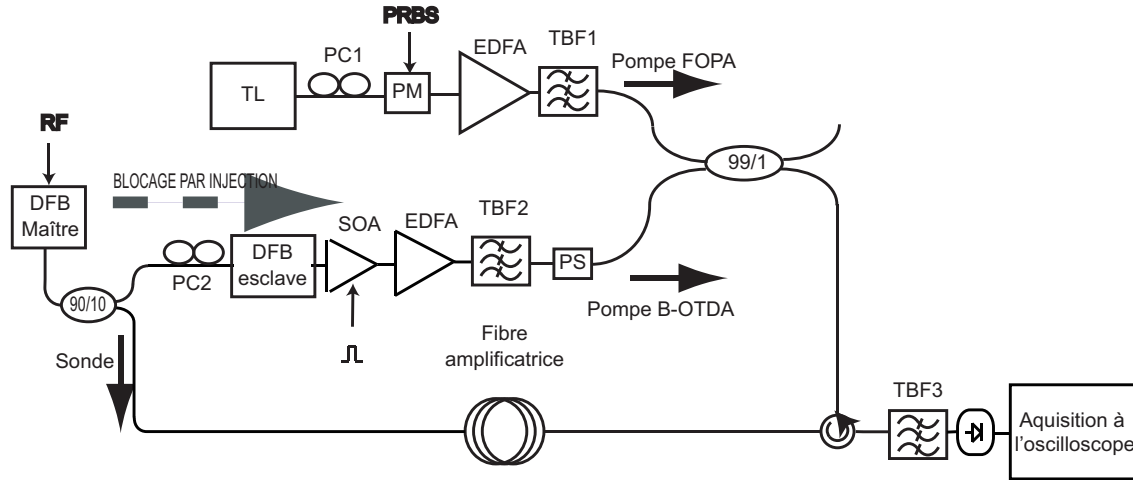 PRBS
PC1
EDFA
TBF1
Pompe FOPA
TL
PM
RF
99/1
BLOCAGE PAR INJECTION
DFB
Maître
SOA
EDFA
TBF2
DFB
esclave
PS
PC2
90/10
Pompe B-OTDA
Fibre
amplificatrice
Sonde
TBF3
Aquisition à
l'oscilloscope